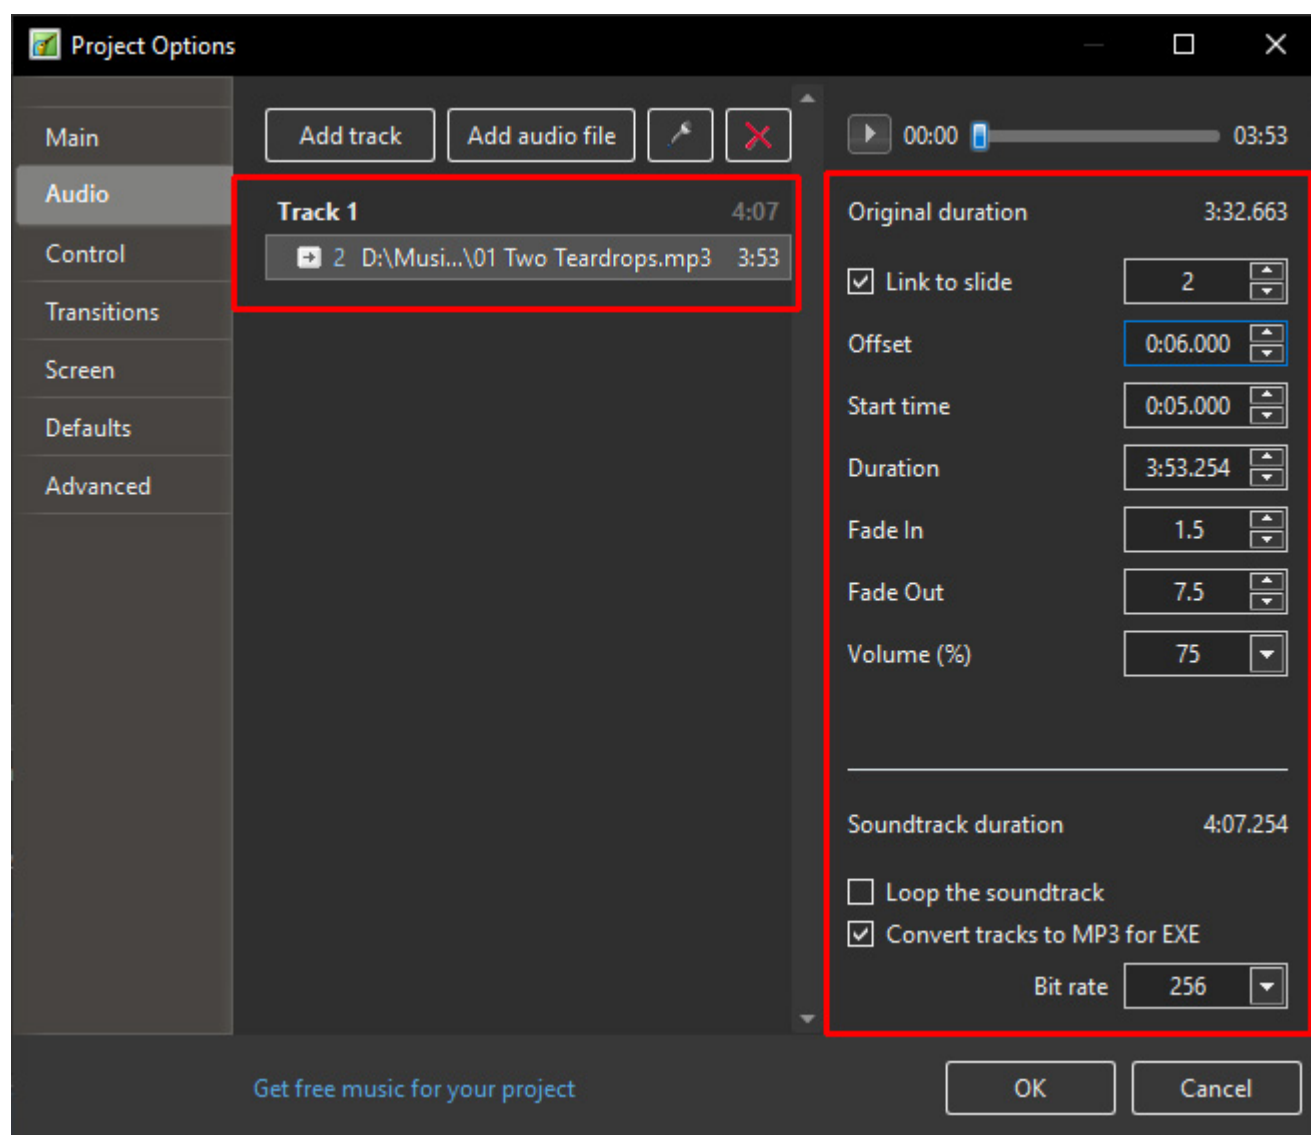 Project Options
Main
Audio
Control
Transitions
Screen
Defaults
Advanced
Add track
Add audio file
Track 1 4:07
2 D:\Musi...\01 Two Teardrops.mp3 3:53
00:00 03:53
Original duration 3:32.663
Link to slide 2
Offset 0:06.000
Start time 0:05.000
Duration 3:53.254
Fade In 1.5
Fade Out 7.5
Volume (%) 75
Soundtrack duration 4:07.254
Loop the soundtrack
Convert tracks to MP3 for EXE
Bit rate 256
Get free music for your project
OK
Cancel